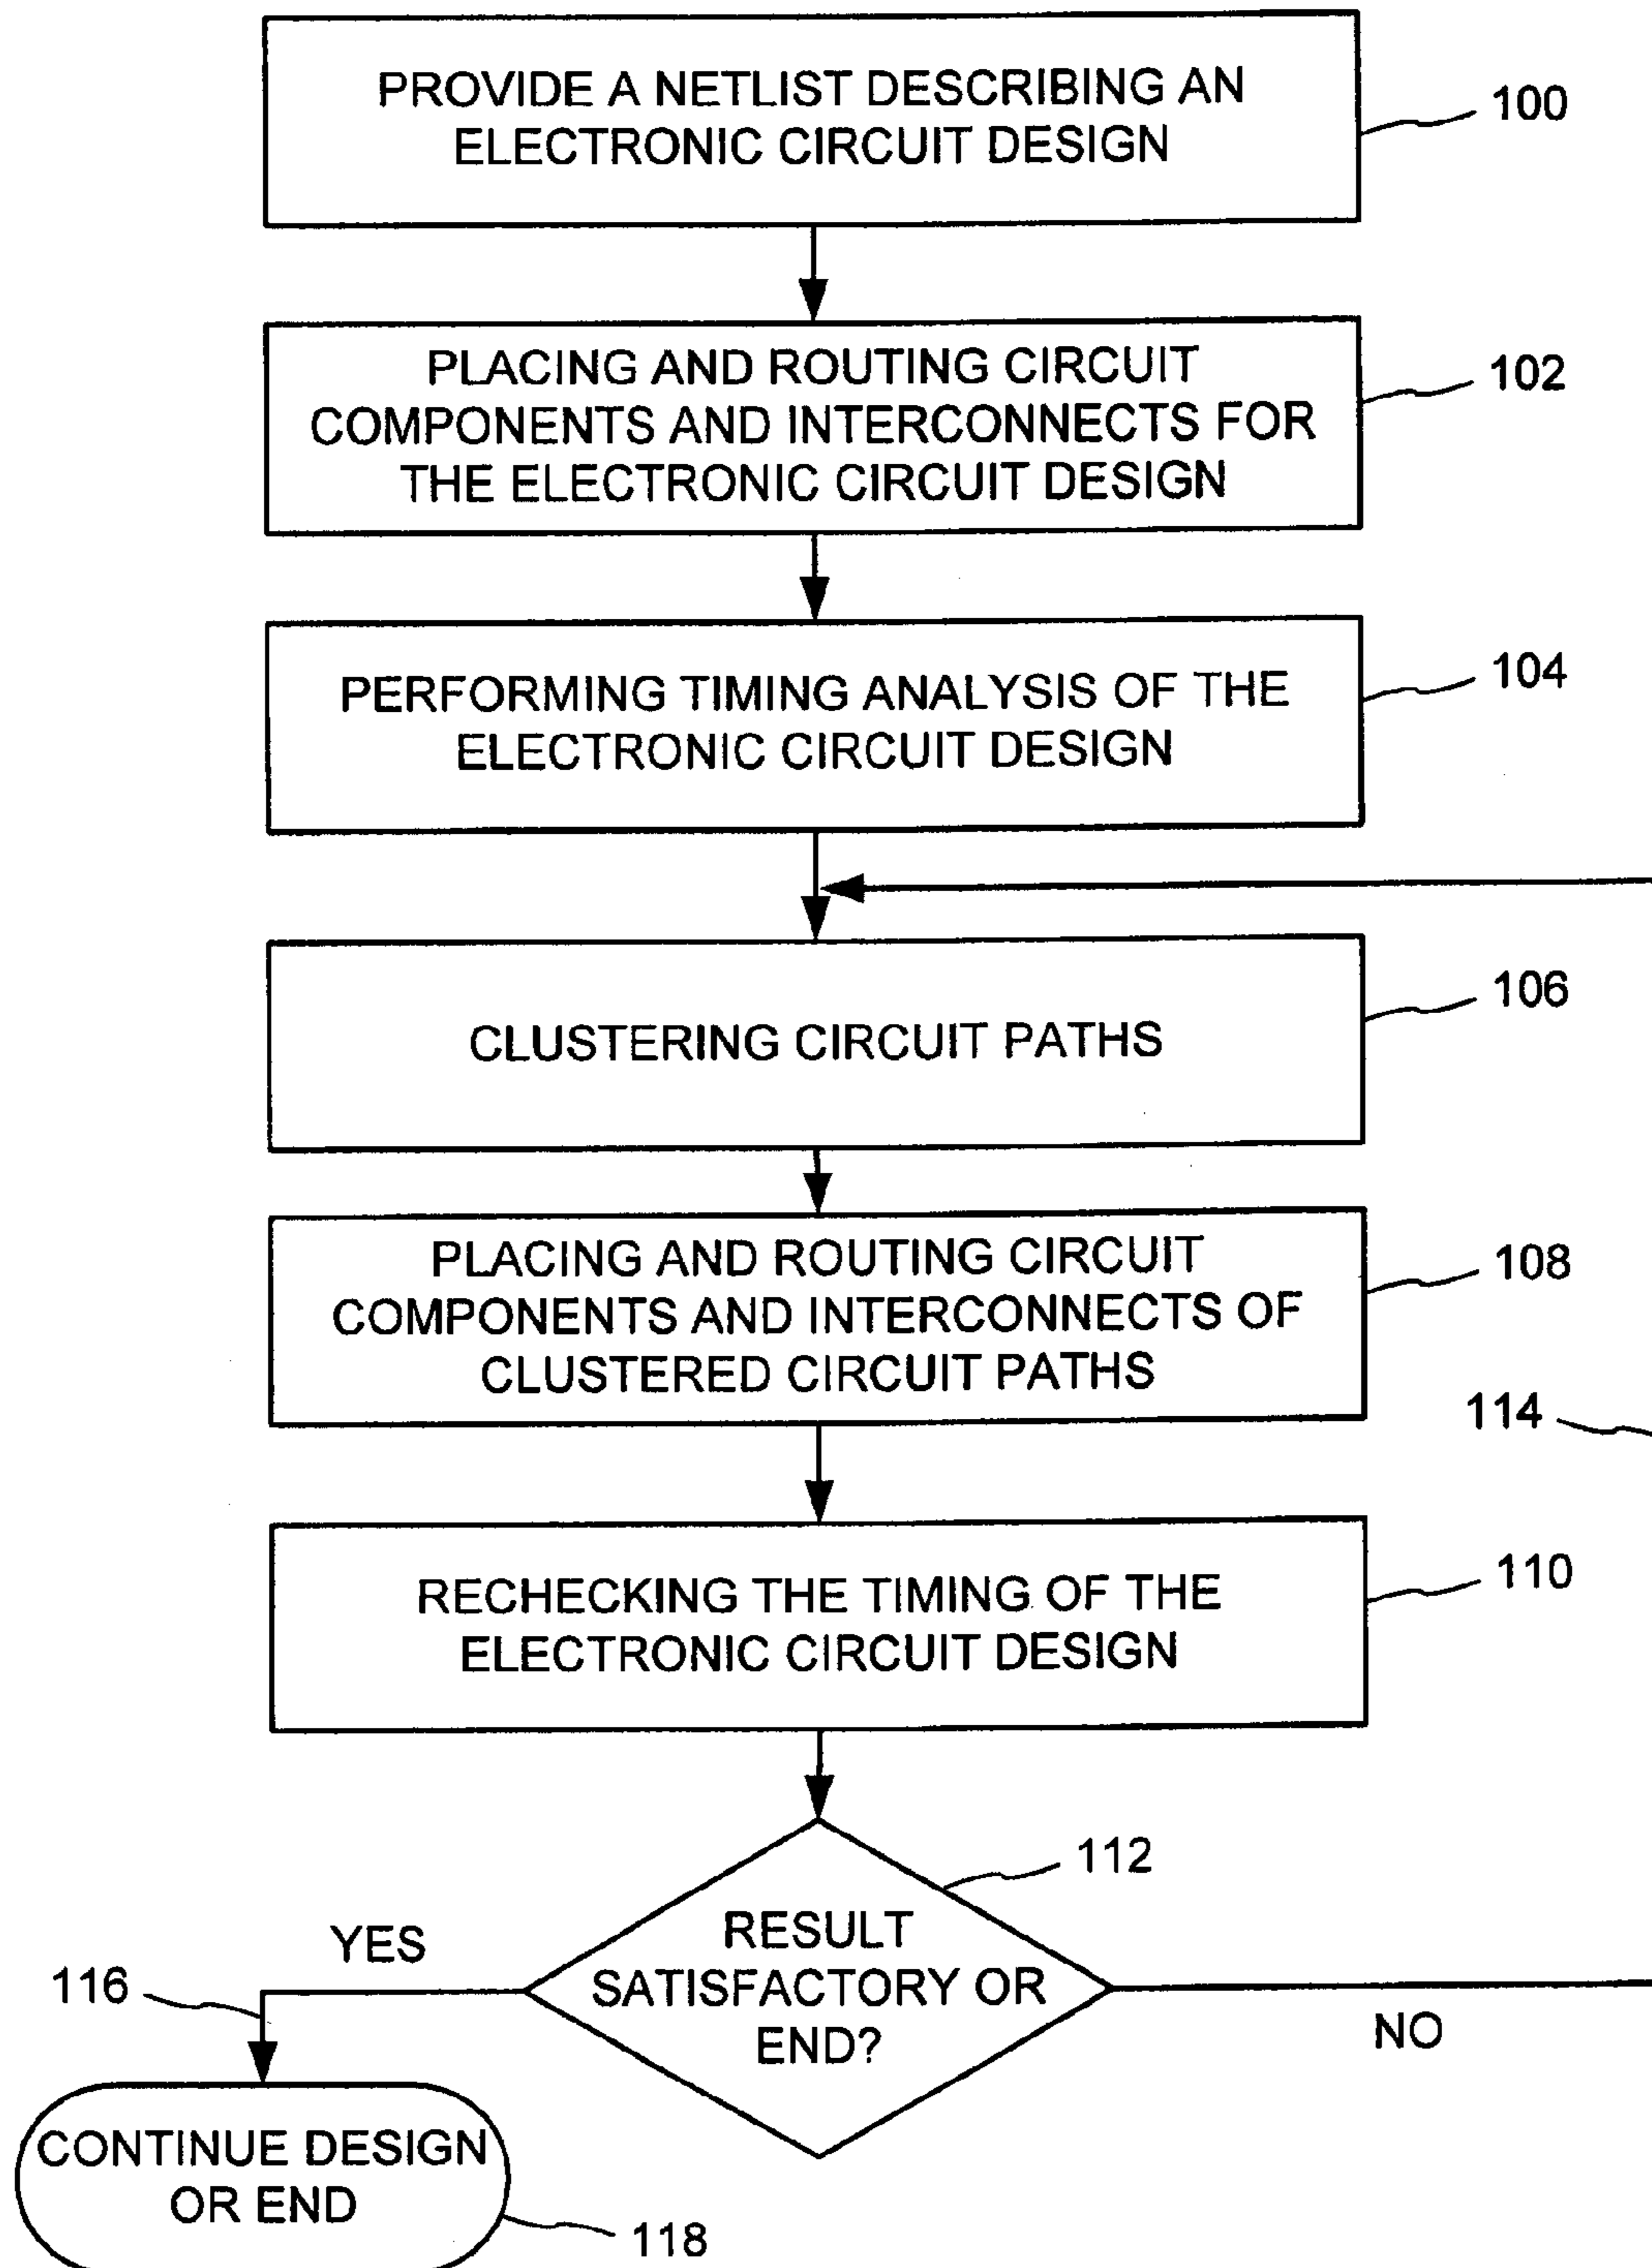 PROVIDE A NETLIST DESCRIBING AN
ELECTRONIC CIRCUIT DESIGN
100
PLACING AND ROUTING CIRCUIT
COMPONENTS AND INTERCONNECTS FOR
THE ELECTRONIC CIRCUIT DESIGN
102
PERFORMING TIMING ANALYSIS OF THE
ELECTRONIC CIRCUIT DESIGN
104
CLUSTERING CIRCUIT PATHS
106
PLACING AND ROUTING CIRCUIT
COMPONENTS AND INTERCONNECTS OF
CLUSTERED CIRCUIT PATHS
108
114
RECHECKING THE TIMING OF THE
ELECTRONIC CIRCUIT DESIGN
110
112
RESULT
SATISFACTORY OR
END?
YES
116
NO
CONTINUE DESIGN
OR END
118